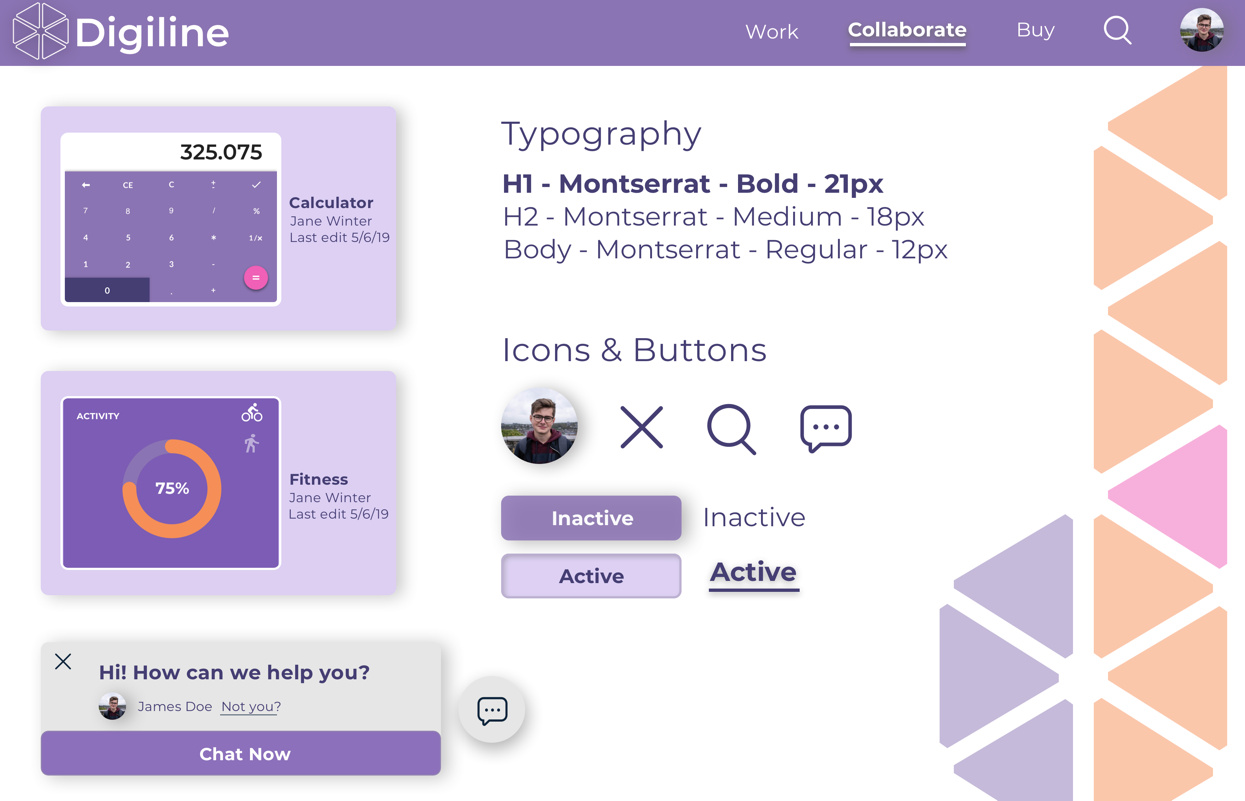 Digiline
Work
Collaborate
Buy
325.075
CE
C
7
8
9
/
%
4
5
6
*
1/x
1
2
3
-
=
0
.
+
Calculator
Jane Winter
Last edit 5/6/19
Typography
H1 - Montserrat - Bold - 21px
H2 - Montserrat - Medium - 18px
Body - Montserrat - Regular - 12px
Icons & Buttons
Inactive
Inactive
Active
Active
ACTIVITY
75%
Fitness
Jane Winter
Last edit 5/6/19
Hi! How can we help you?
James Doe Not you?
Chat Now